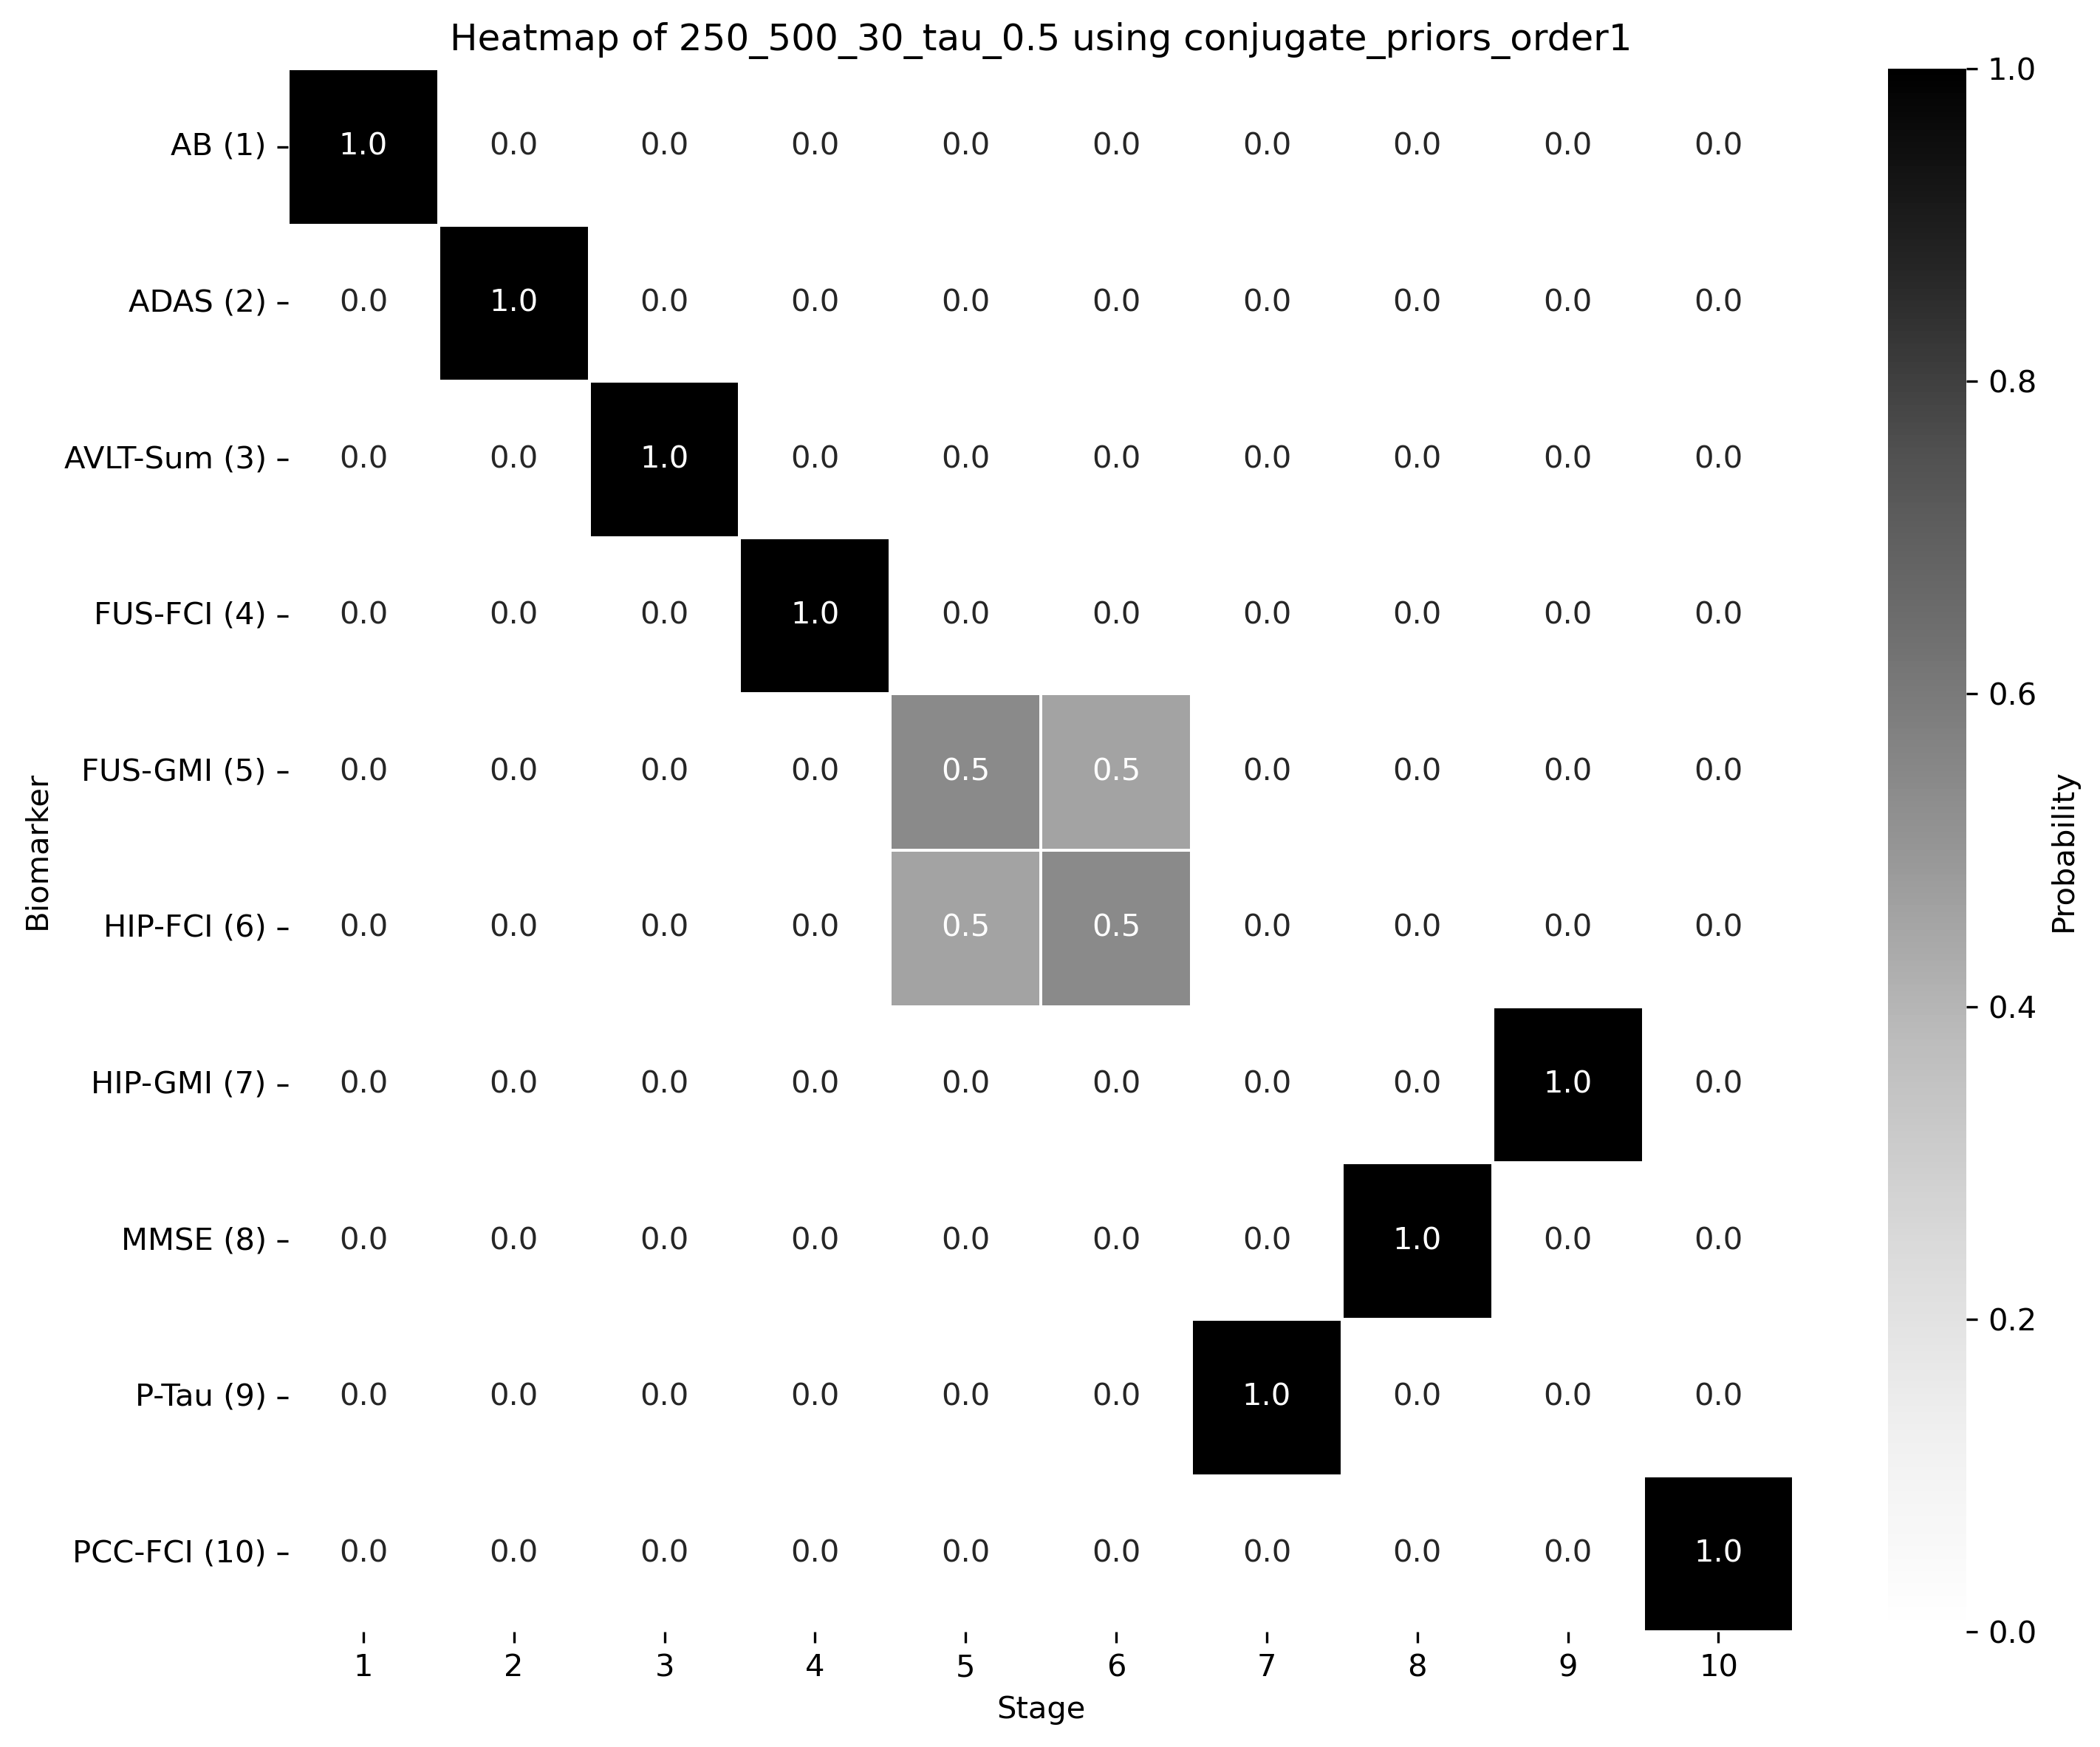 Heatmap of 250_500_30_tau_0.5 using conjugate_priors_order1
AB (1) 1.0 0.0 0.0 0.0 0.0 0.0 0.0 0.0 0.0 0.0
ADAS (2) 0.0 1.0 0.0 0.0 0.0 0.0 0.0 0.0 0.0 0.0
AVLT-Sum (3) 0.0 0.0 1.0 0.0 0.0 0.0 0.0 0.0 0.0 0.0
FUS-FCI (4) 0.0 0.0 0.0 1.0 0.0 0.0 0.0 0.0 0.0 0.0
FUS-GMI (5) 0.0 0.0 0.0 0.0 0.5 0.5 0.0 0.0 0.0 0.0
HIP-FCI (6) 0.0 0.0 0.0 0.0 0.5 0.5 0.0 0.0 0.0 0.0
HIP-GMI (7) 0.0 0.0 0.0 0.0 0.0 0.0 0.0 0.0 1.0 0.0
MMSE (8) 0.0 0.0 0.0 0.0 0.0 0.0 0.0 1.0 0.0 0.0
P-Tau (9) 0.0 0.0 0.0 0.0 0.0 0.0 1.0 0.0 0.0 0.0
PCC-FCI (10) 0.0 0.0 0.0 0.0 0.0 0.0 0.0 0.0 0.0 1.0
1 2 3 4 5 6 7 8 9 10
Stage
Biomarker
1.0
0.8
0.6
0.4
0.2
0.0
Probability